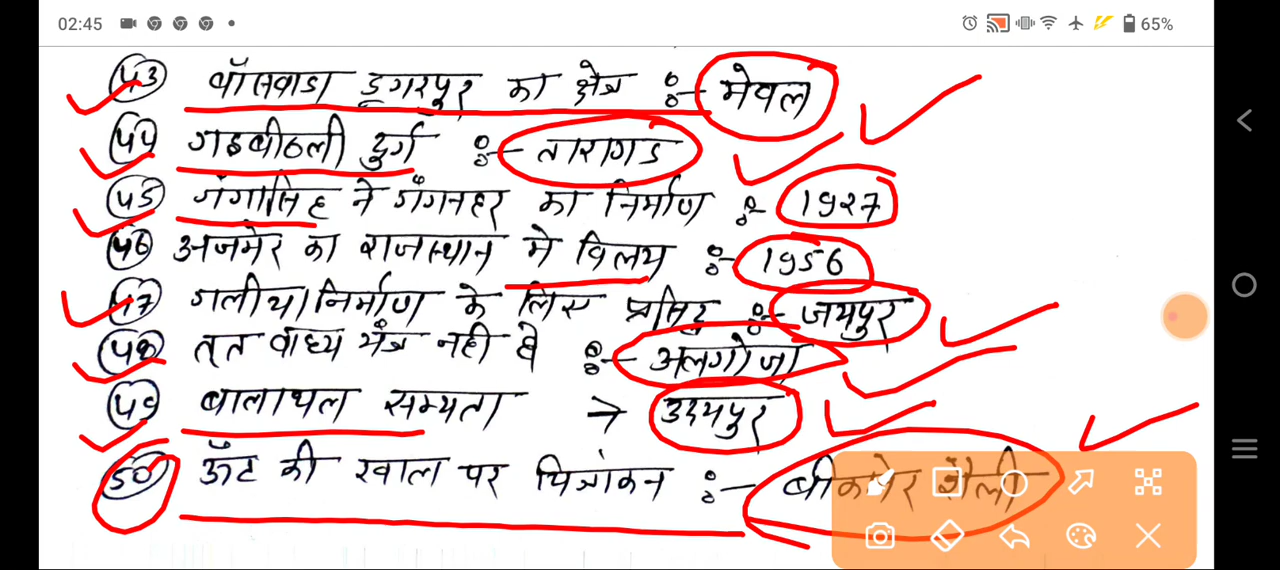 02:45 65%
43 बाँसवाडा डूगरपुर का क्षेत्र :- मेवल
44 गढबीठली दुर्ग :- तारागढ
45 गंगासिंह ने गंगनहर का निर्माण :- 1927
46 अजमेर का राजस्थान मे विलय :- 1956
47 गलीचा निर्माण के लिए प्रसिद्ध :- जयपुर
48 तत वाध्य यंत्र नही है :- अलगोजा
49 बालाथल सभ्यता → उदयपुर
50 ऊँट की खाल पर चित्रांकन :- बीकानेर शैली